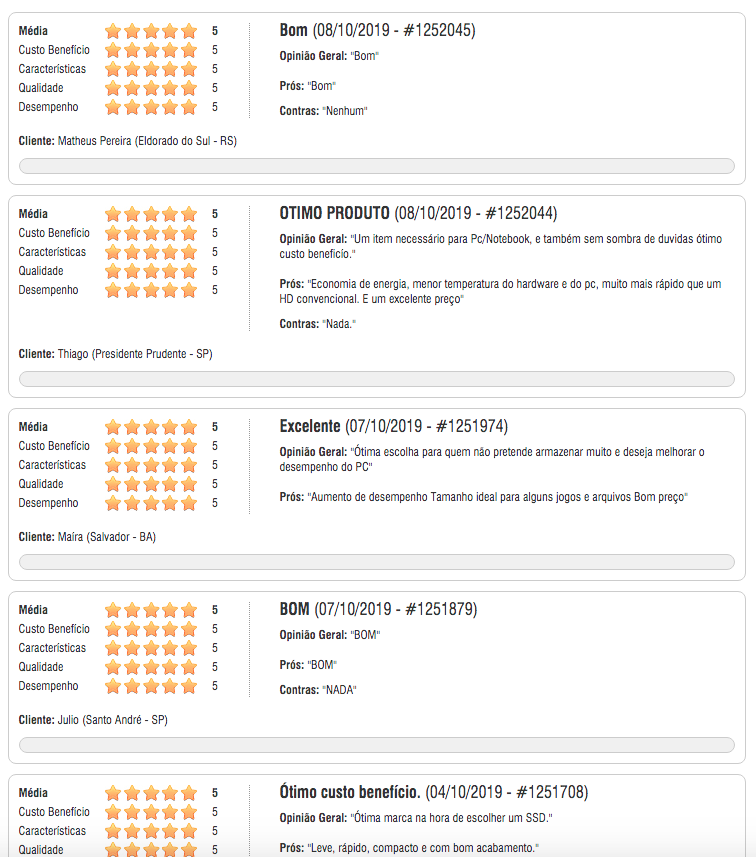 Média 5
Custo Benefício 5
Características 5
Qualidade 5
Desempenho 5
Bom (08/10/2019 - #1252045)
Opinião Geral: "Bom"
Prós: "Bom"
Contras: "Nenhum"
Cliente: Matheus Pereira (Eldorado do Sul - RS)
Média 5
Custo Benefício 5
Características 5
Qualidade 5
Desempenho 5
OTIMO PRODUTO (08/10/2019 - #1252044)
Opinião Geral: "Um item necessário para Pc/Notebook, e também sem sombra de duvidas ótimo
custo benefício."
Prós: "Economia de energia, menor temperatura do hardware e do pc, muito mais rápido que um
HD convencional. E um excelente preço"
Contras: "Nada."
Cliente: Thiago (Presidente Prudente - SP)
Média 5
Custo Benefício 5
Características 5
Qualidade 5
Desempenho 5
Excelente (07/10/2019 - #1251974)
Opinião Geral: "Ótima escolha para quem não pretende armazenar muito e deseja melhorar o
desempenho do PC"
Prós: "Aumento de desempenho Tamanho ideal para alguns jogos e arquivos Bom preço"
Cliente: Maíra (Salvador - BA)
Média 5
Custo Benefício 5
Características 5
Qualidade 5
Desempenho 5
BOM (07/10/2019 - #1251879)
Opinião Geral: "BOM"
Prós: "BOM"
Contras: "NADA"
Cliente: Julio (Santo André - SP)
Média 5
Custo Benefício 5
Características 5
Qualidade 5
Ótimo custo benefício. (04/10/2019 - #1251708)
Opinião Geral: "Ótima marca na hora de escolher um SSD."
Prós: "Leve, rápido, compacto e com bom acabamento."